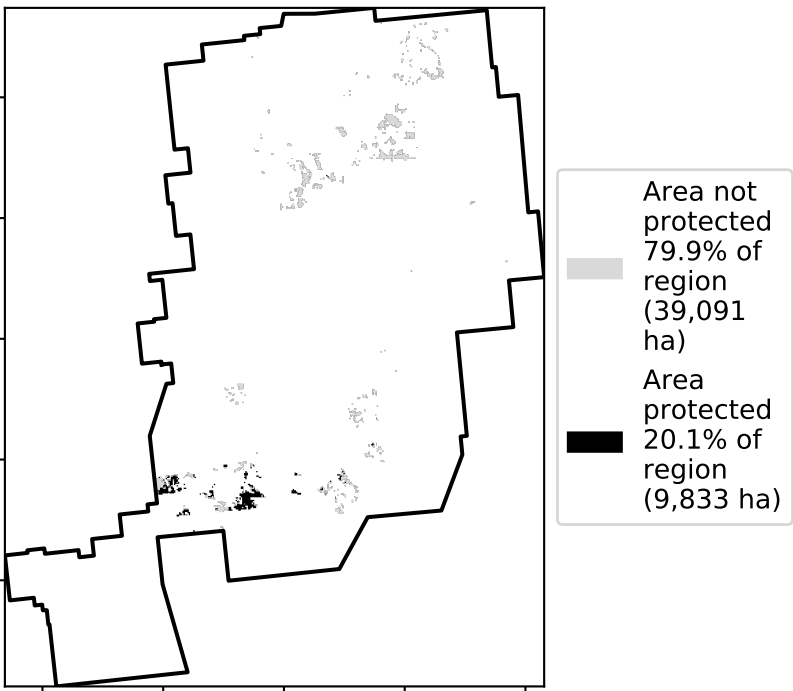 Area not
protected
79.9% of
region
(39,091
ha)
Area
protected
20.1% of
region
(9,833 ha)